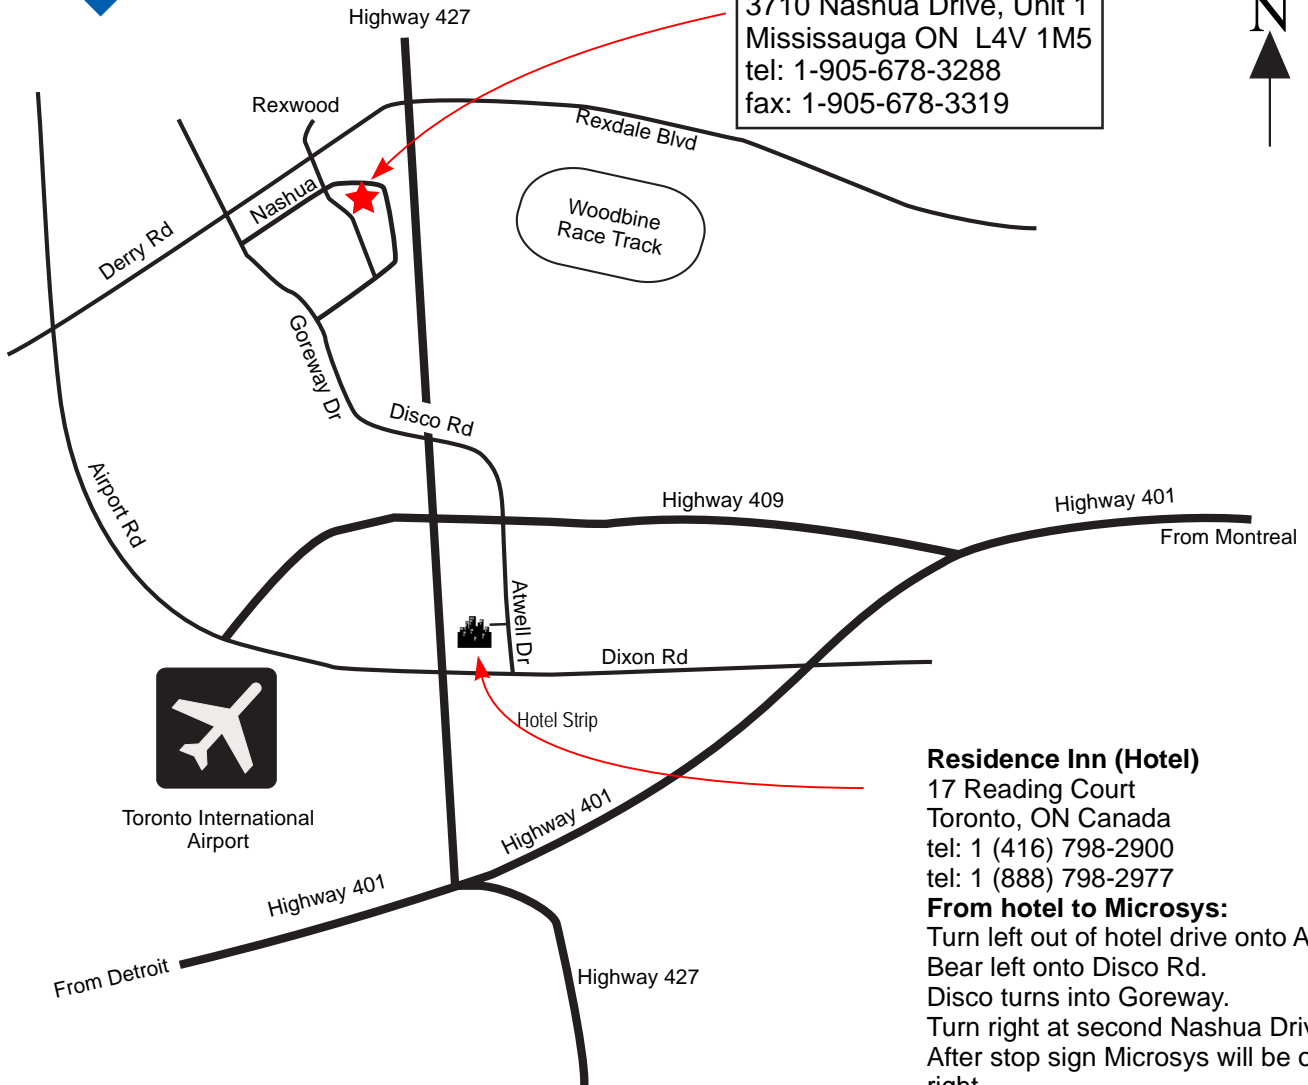 Highway 427
3710 Nashua Drive, Unit 1
Mississauga ON L4V 1M5
tel: 1-905-678-3288
fax: 1-905-678-3319
N
Rexwood
Rexdale Blvd
Nashua
Woodbine
Race Track
Derry Rd
Goreway Dr
Disco Rd
Airport Rd
Highway 409
Highway 401
From Montreal
Atwell Dr
Dixon Rd
Hotel Strip
Toronto International
Airport
Residence Inn (Hotel)
17 Reading Court
Toronto, ON Canada
tel: 1 (416) 798-2900
tel: 1 (888) 798-2977
From hotel to Microsys:
Turn left out of hotel drive onto A
Bear left onto Disco Rd.
Disco turns into Goreway.
Turn right at second Nashua Driv
After stop sign Microsys will be o
right
Highway 401
Highway 401
From Detroit
Highway 427